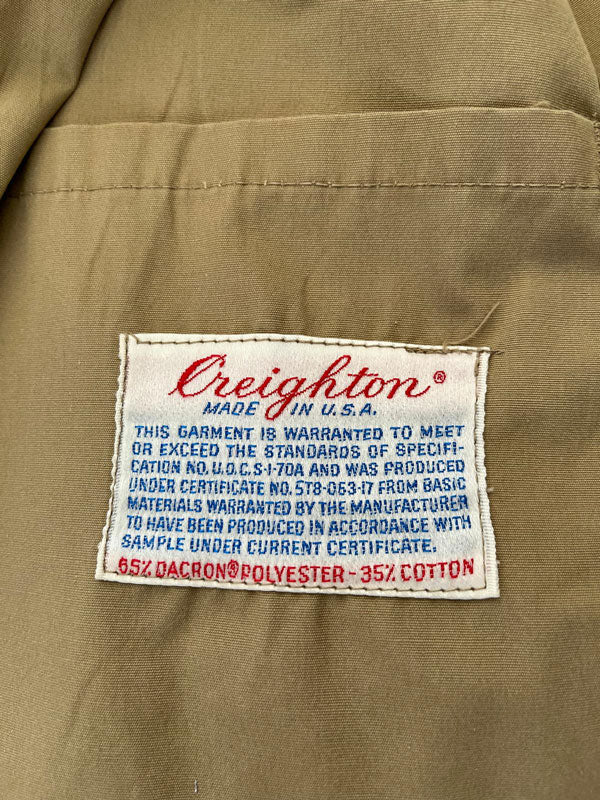 Creighton®
MADE IN U.S.A.
THIS GARMENT IS WARRANTED TO MEET
OR EXCEED THE STANDARDS OF SPECIFI-
CATION NO. U.O.C.S-1-70A AND WAS PRODUCED
UNDER CERTIFICATE NO. ST8-063-17 FROM BASIC
MATERIALS WARRANTED BY THE MANUFACTURER
TO HAVE BEEN PRODUCED IN ACCORDANCE WITH
SAMPLE UNDER CURRENT CERTIFICATE.
65% DACRON® POLYESTER - 35% COTTON